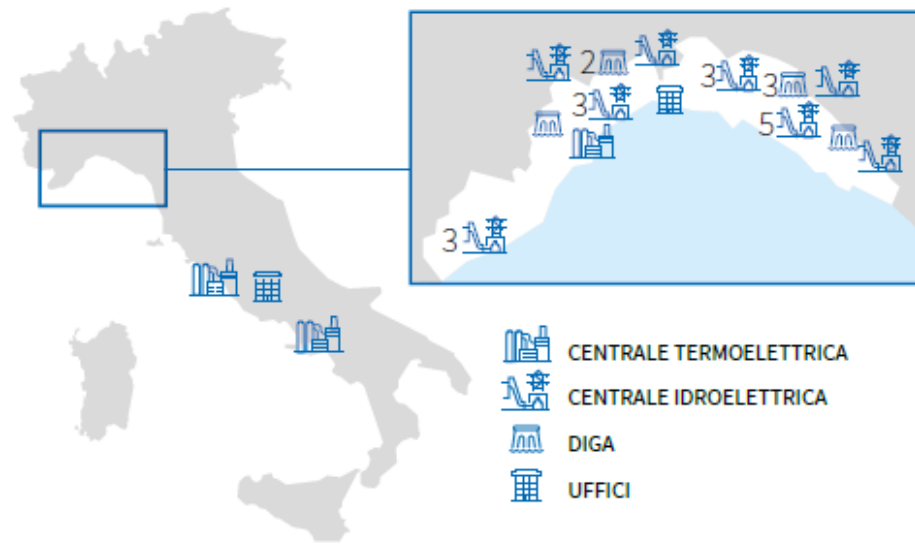 2
3
3
3
5
3
CENTRALE TERMOELETTRICA
CENTRALE IDROELETTRICA
DIGA
UFFICI